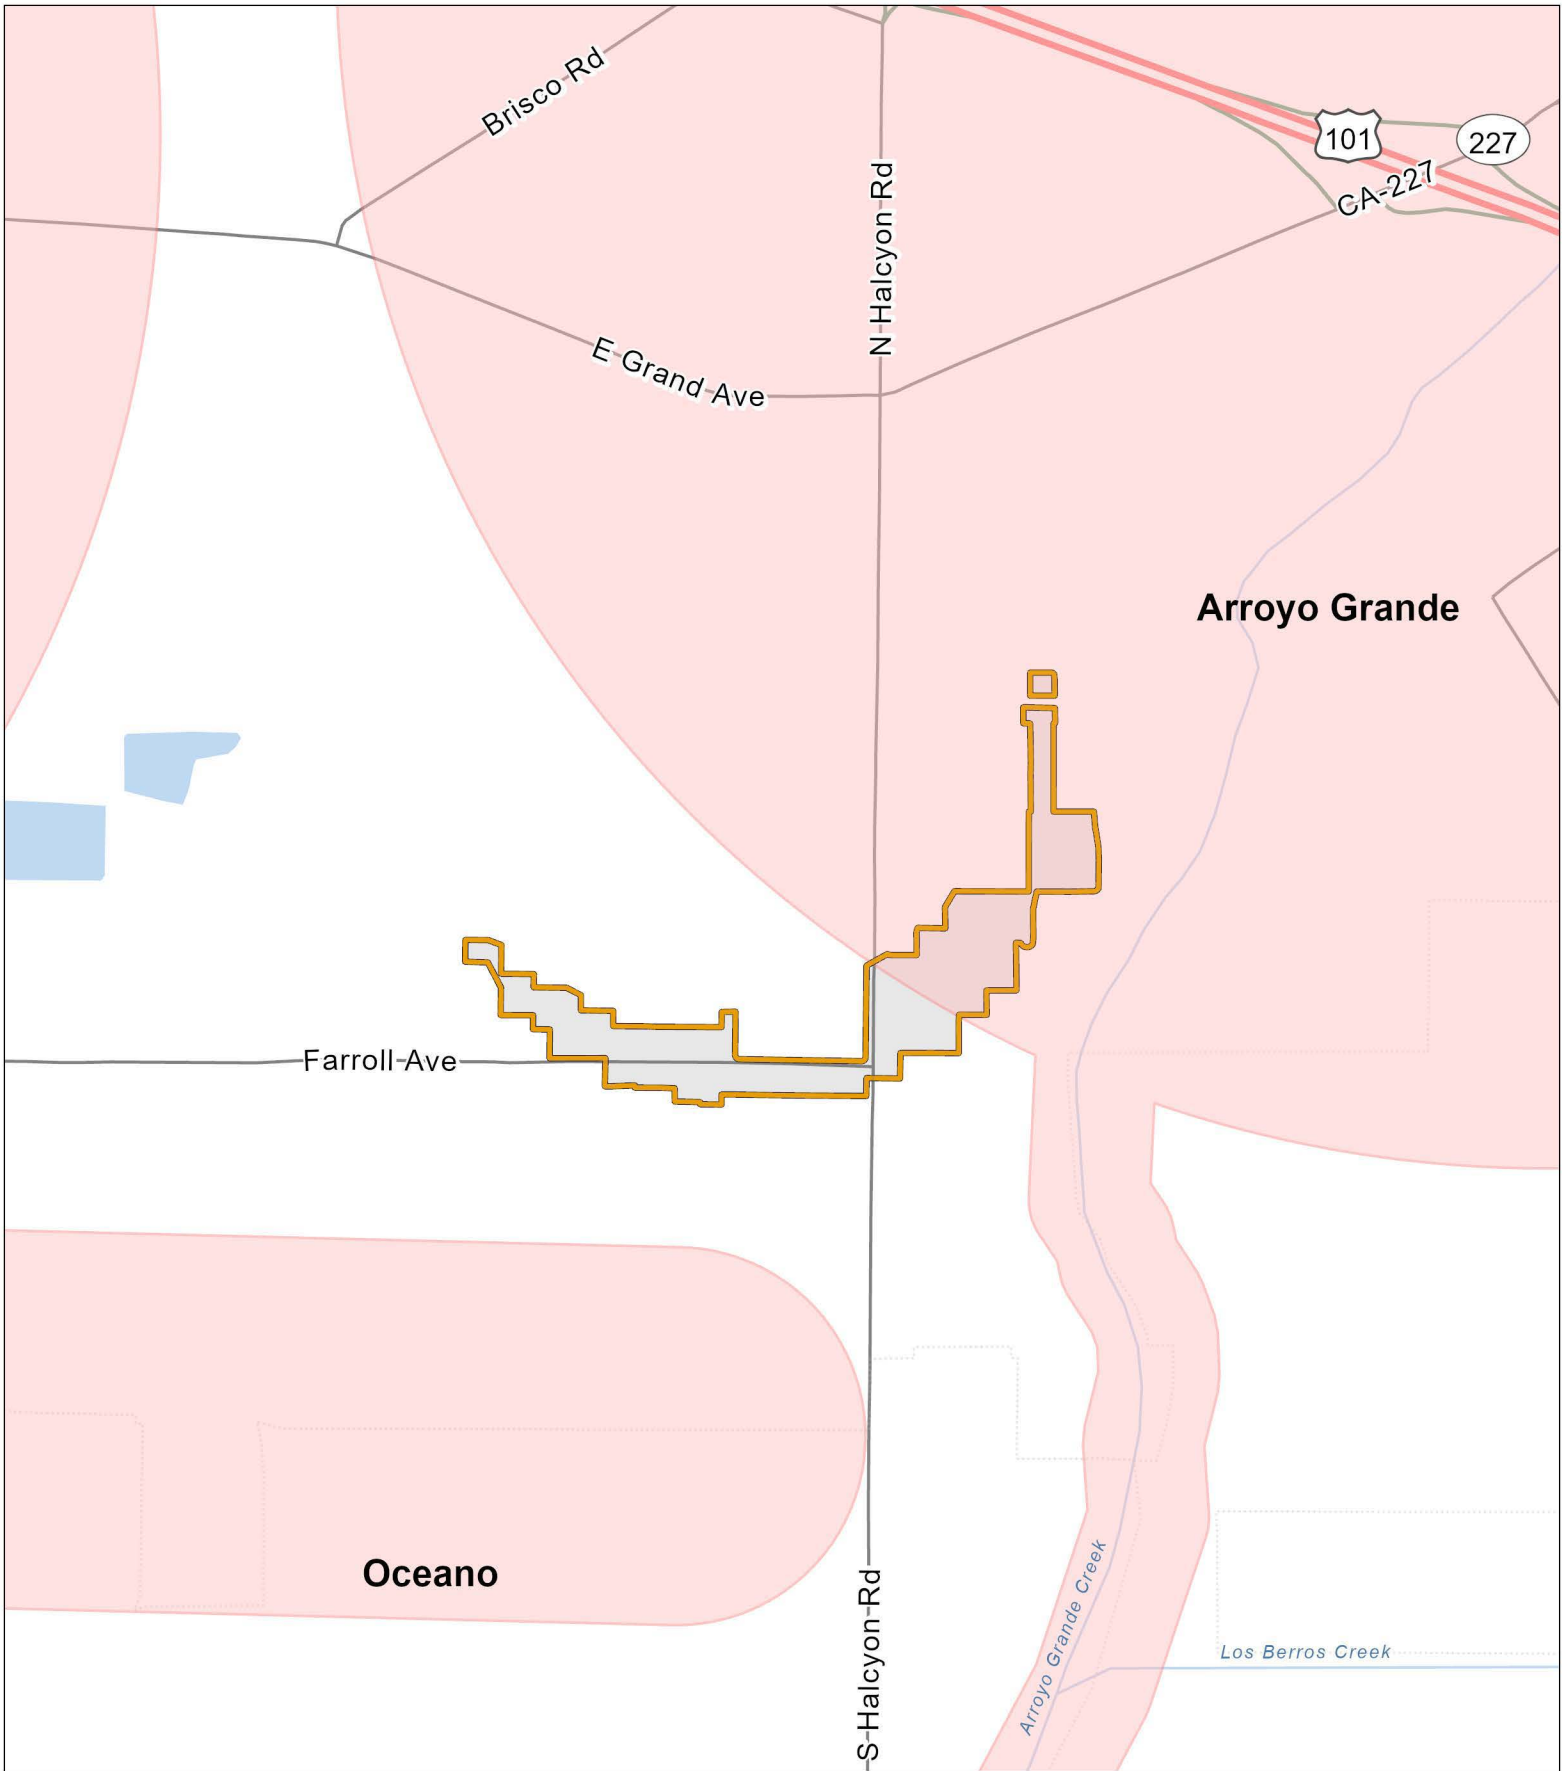 Brisco Rd
101
227
CA-227
N Halcyon Rd
E Grand Ave
Arroyo Grande
Farroll Ave
Oceano
S Halcyon Rd
Arroyo Grande Creek
Los Berros Creek